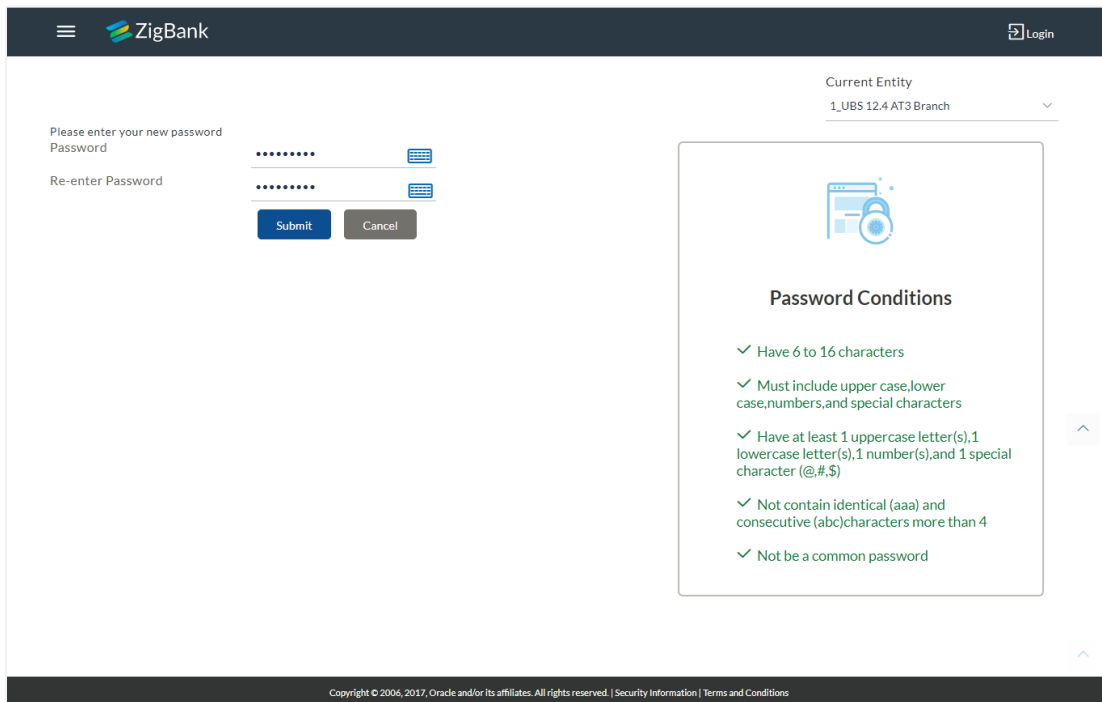 ZigBank
Login
Current Entity
1_UBS 12.4 AT3 Branch
Please enter your new password
Password
•••••••••
Re-enter Password
•••••••••
Submit
Cancel
Password Conditions
Have 6 to 16 characters
Must include upper case,lower
case,numbers,and special characters
Have at least 1 uppercase letter(s),1
lowercase letter(s),1 number(s),and 1 special
character (@,#,$)
Not contain identical (aaa) and
consecutive (abc)characters more than 4
Not be a common password
Copyright © 2006, 2017, Oracle and/or its affiliates. All rights reserved. | Security Information | Terms and Conditions